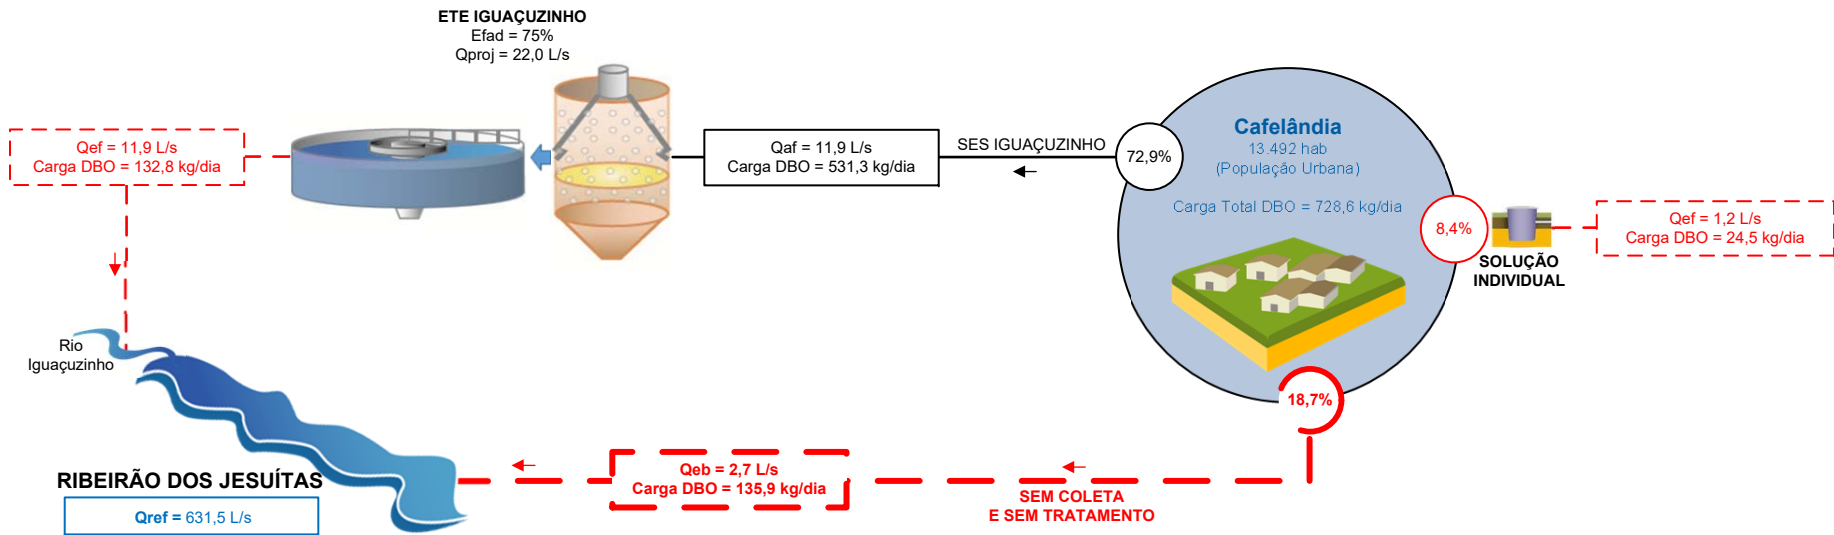 ETE IGUAÇUZINHO
Efad = 75%
Qproj = 22,0 L/s
Qef = 11,9 L/s
Carga DBO = 132,8 kg/dia
Qaf = 11,9 L/s
Carga DBO = 531,3 kg/dia
SES IGUAÇUZINHO
72,9%
Cafelândia
13.492 hab
(População Urbana)
Carga Total DBO = 728,6 kg/dia
8,4%
SOLUÇÃO
INDIVIDUAL
Qef = 1,2 L/s
Carga DBO = 24,5 kg/dia
18,7%
Rio
Iguaçuzinho
RIBEIRÃO DOS JESUÍTAS
Qref = 631,5 L/s
Qeb = 2,7 L/s
Carga DBO = 135,9 kg/dia
SEM COLETA
E SEM TRATAMENTO